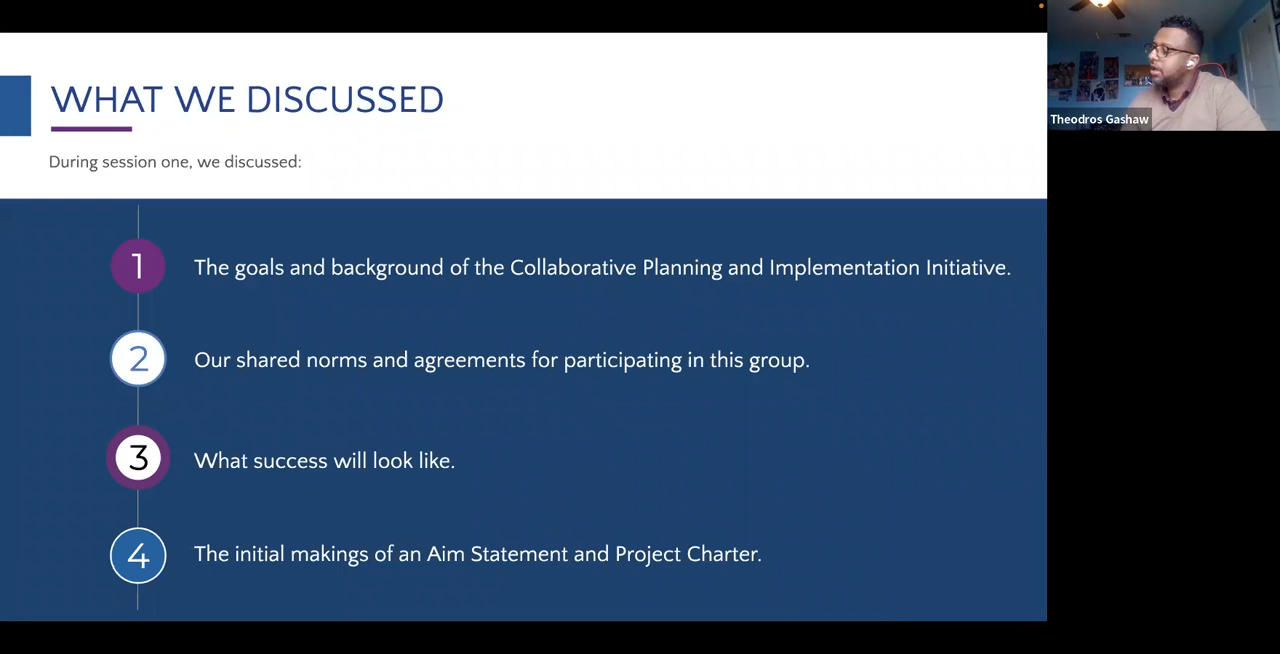 WHAT WE DISCUSSED
During session one, we discussed:
1 The goals and background of the Collaborative Planning and Implementation Initiative.
2 Our shared norms and agreements for participating in this group.
3 What success will look like.
4 The initial makings of an Aim Statement and Project Charter.
Theodros Gashaw